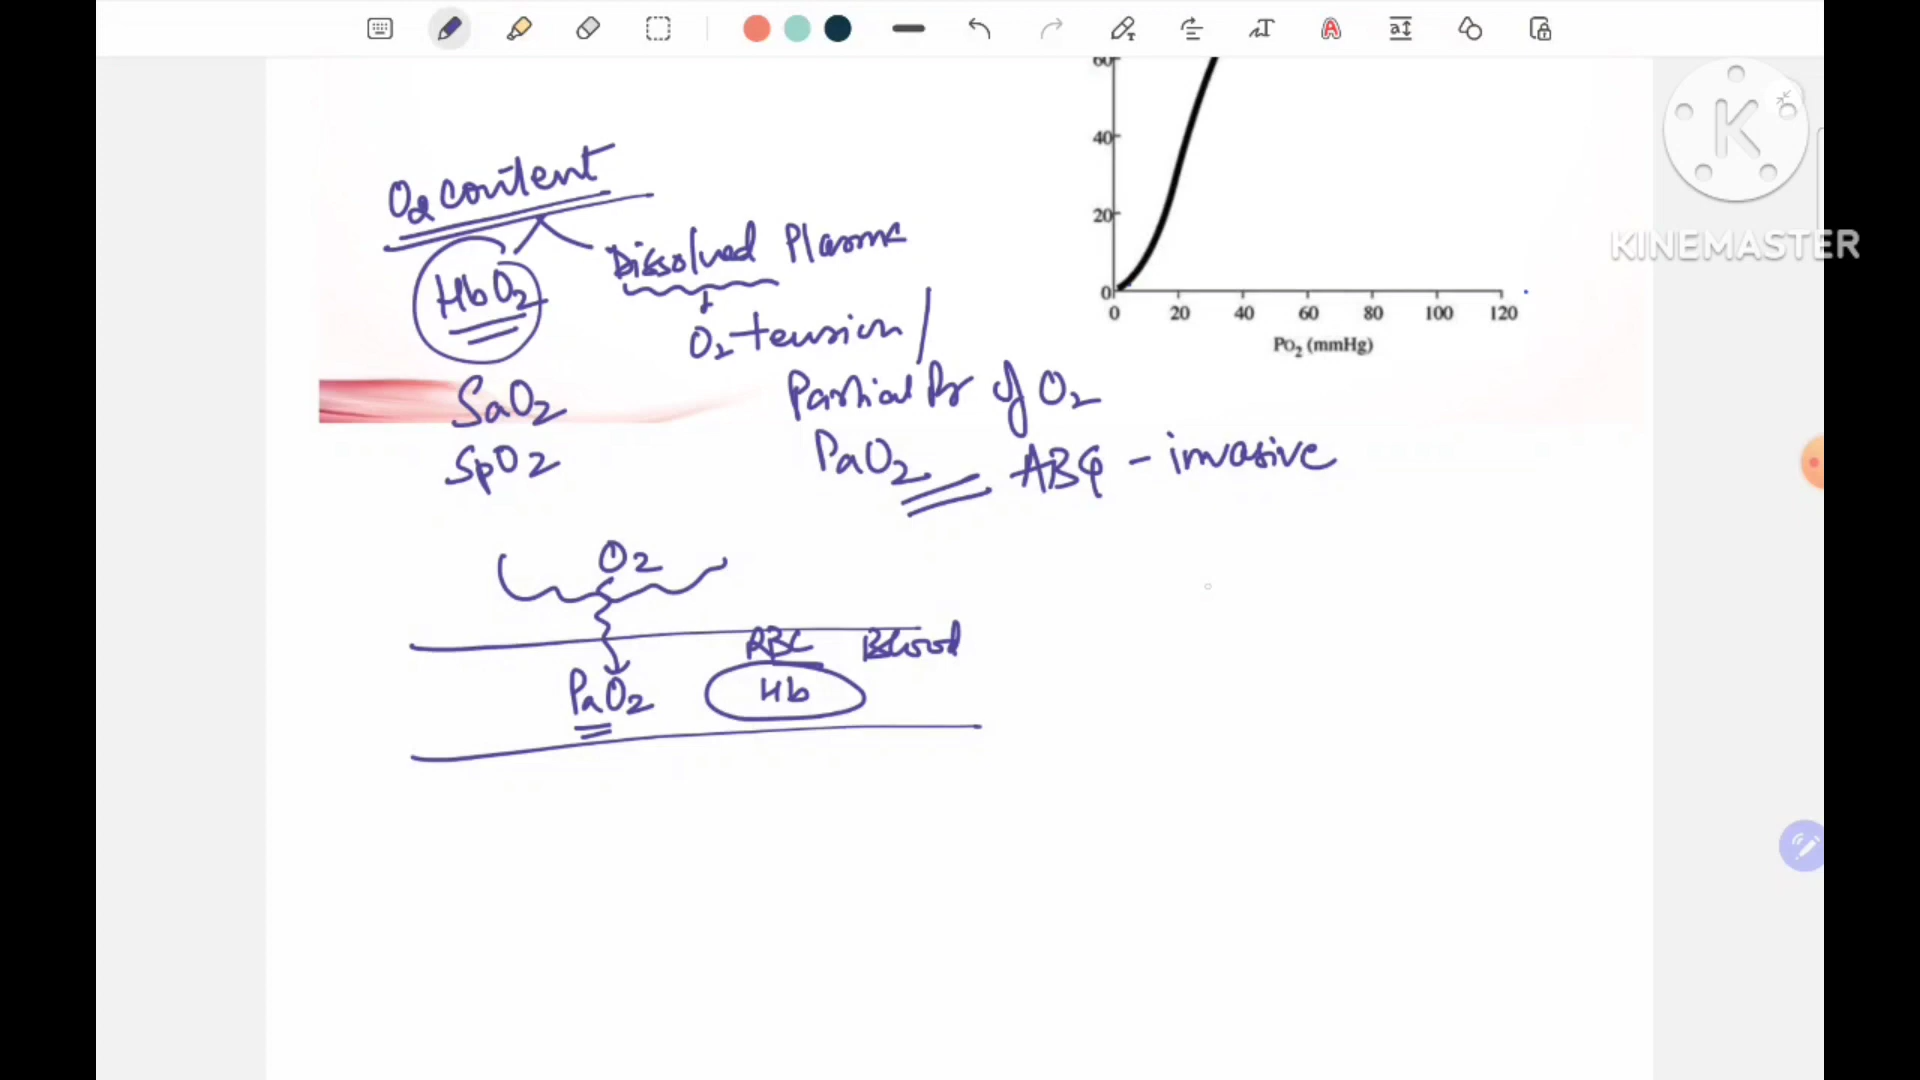 O2 content
HbO2
Dissolved Plasma
O2 tension /
Partial Pr of O2
SaO2
SpO2
PaO2 ABG - invasive
O2
RBC Blood
PaO2 Hb
60
40
20
0
0 20 40 60 80 100 120
PO2 (mmHg)
K
KINEMASTER